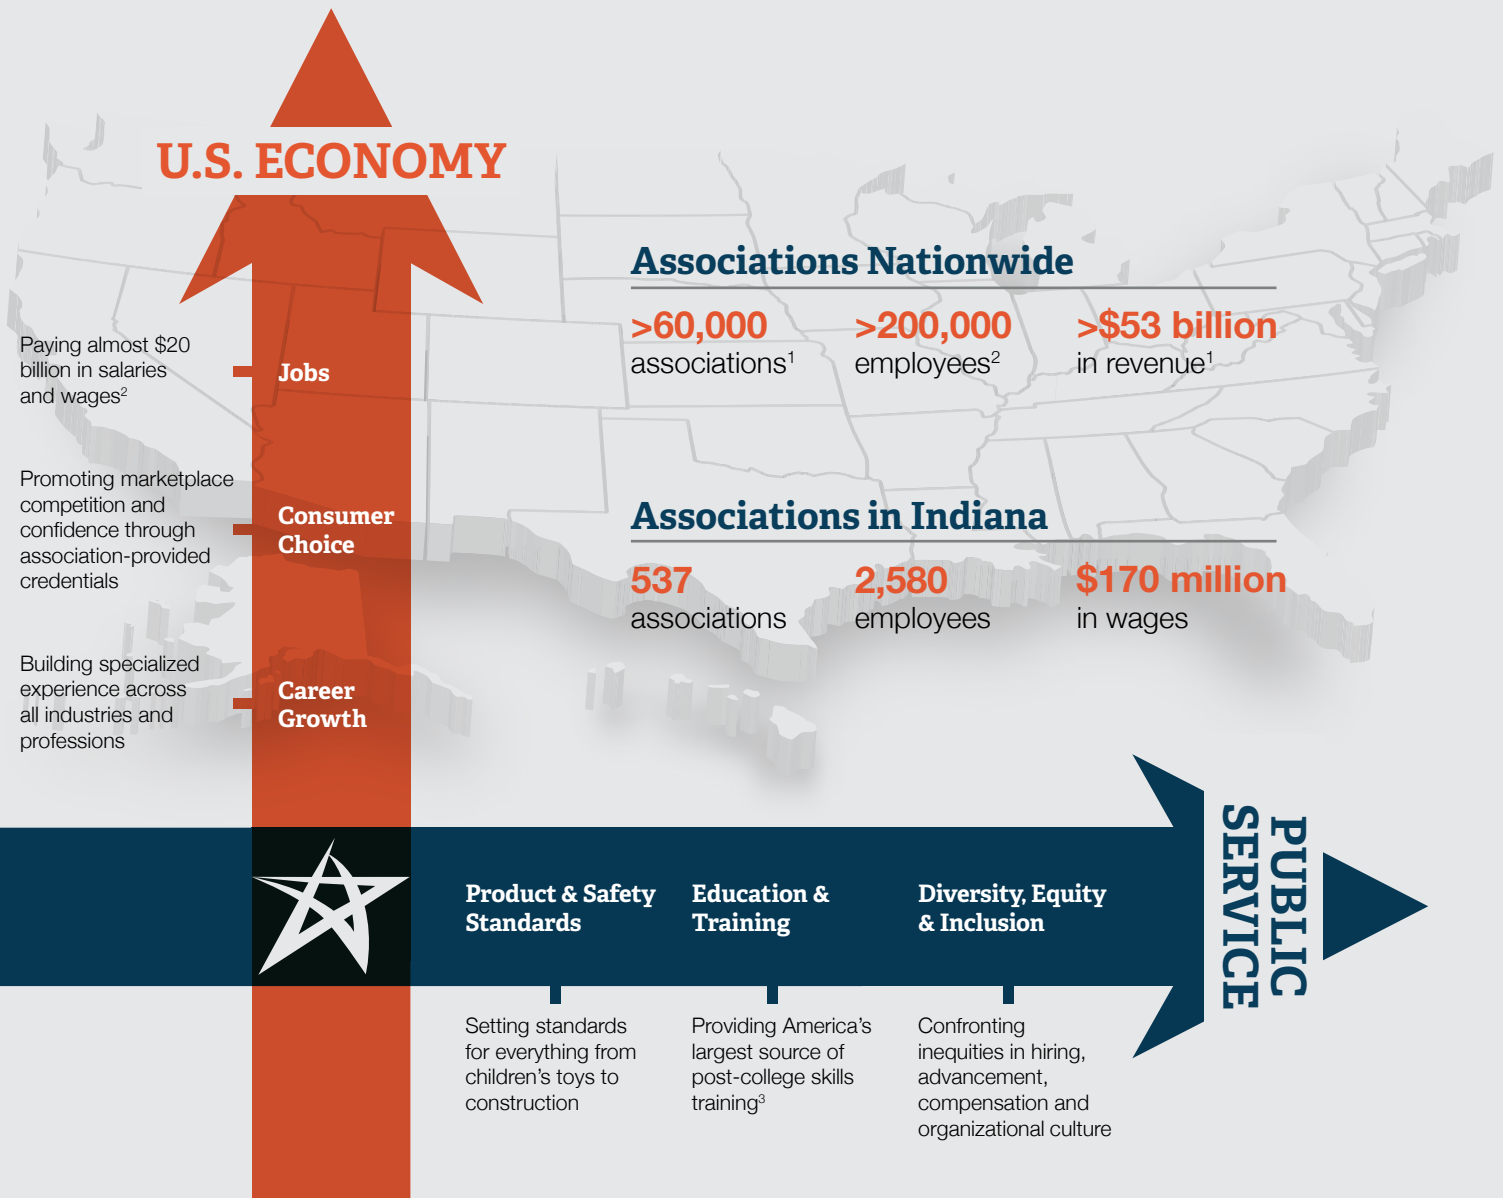 U.S. ECONOMY
Paying almost $20
billion in salaries
and wages²
Jobs
Promoting marketplace
competition and
confidence through
association-provided
credentials
Consumer
Choice
Building specialized
experience across
all industries and
professions
Career
Growth
Associations Nationwide
>60,000
associations¹
>200,000
employees²
>$53 billion
in revenue¹
Associations in Indiana
537
associations
2,580
employees
$170 million
in wages
Product & Safety
Standards
Setting standards
for everything from
children’s toys to
construction
Education &
Training
Providing America’s
largest source of
post-college skills
training³
Diversity, Equity
& Inclusion
Confronting
inequities in hiring,
advancement,
compensation and
organizational culture
PUBLIC
SERVICE